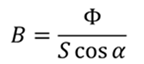 B = Φ / (S cos α)